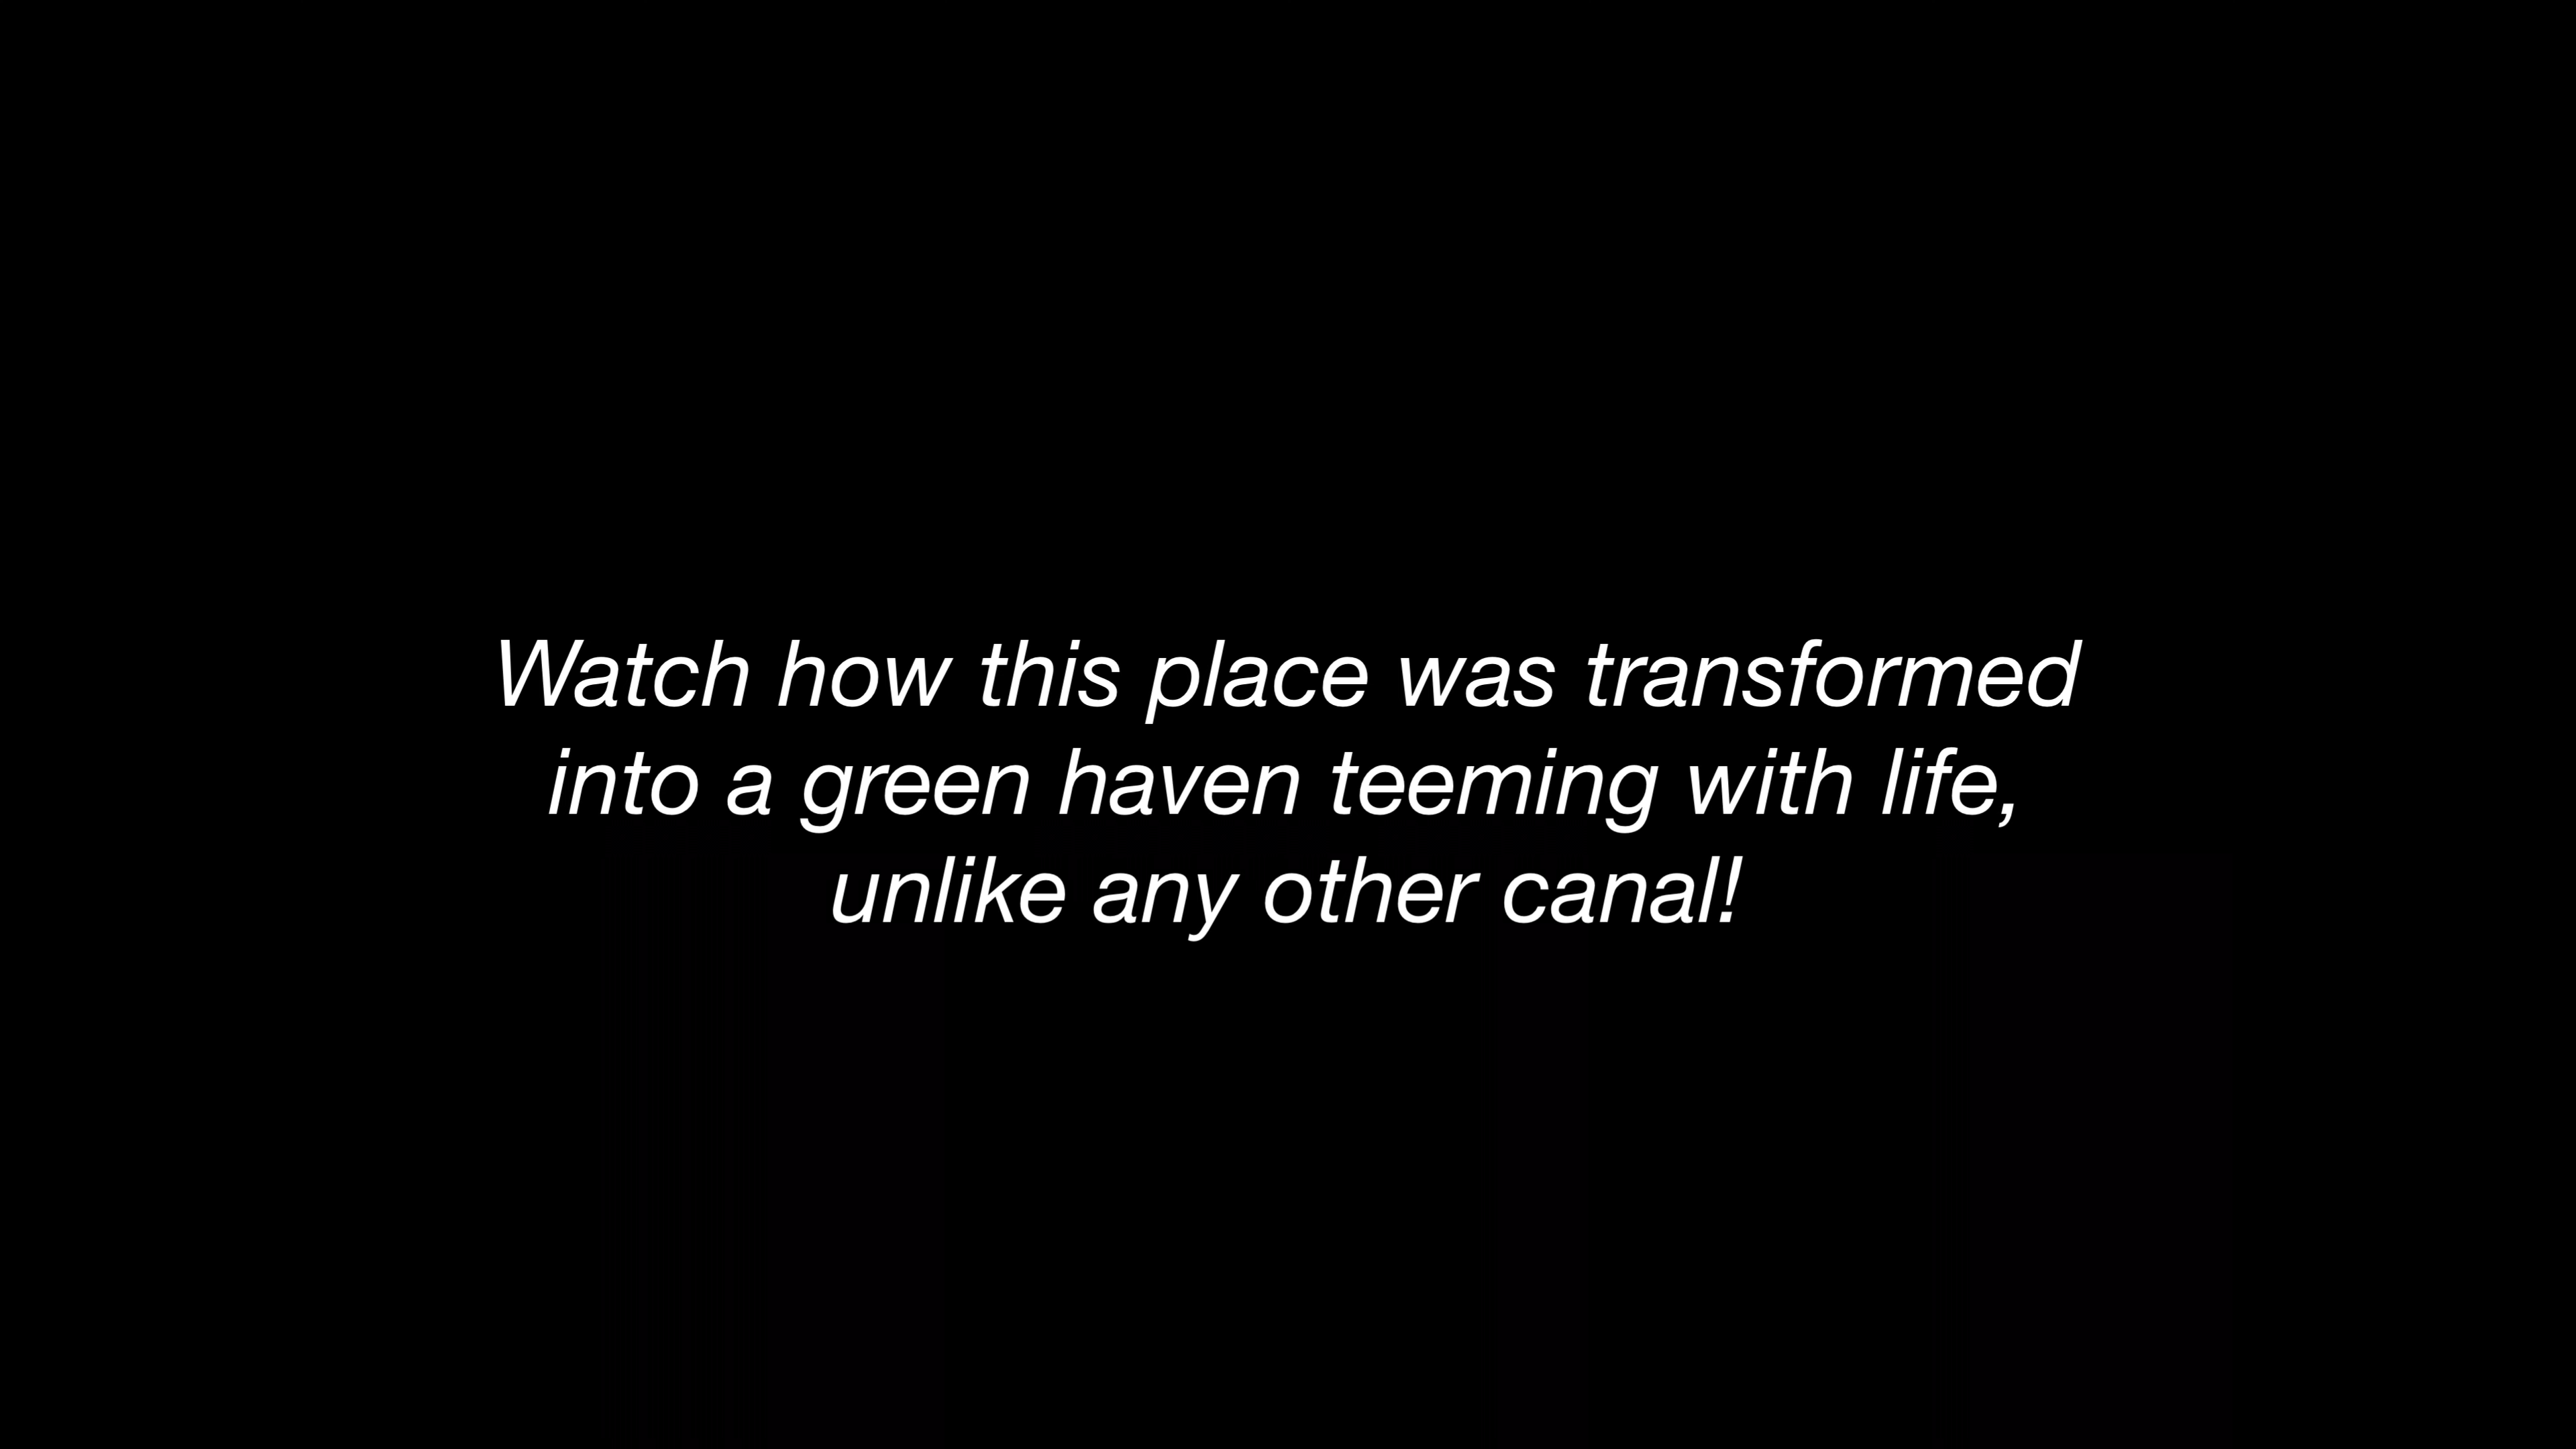 Watch how this place was transformed
into a green haven teeming with life,
unlike any other canal!